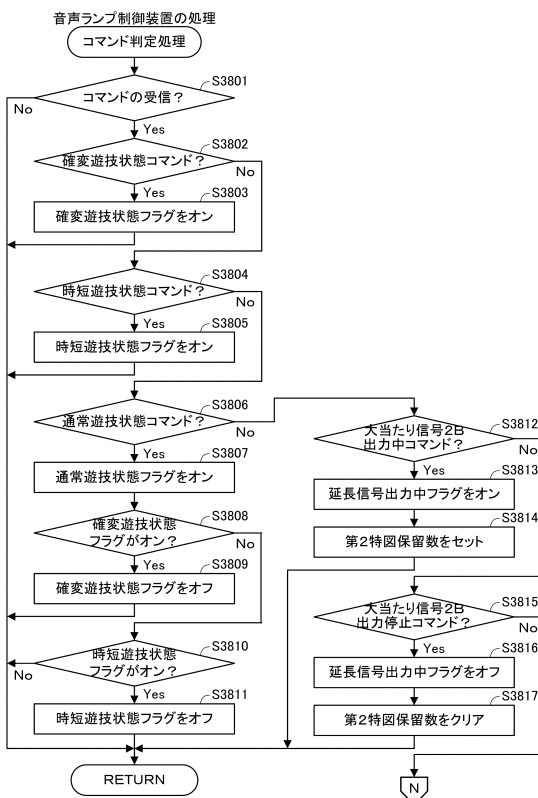 音声ランプ制御装置の処理
コマンド判定処理
S3801
コマンドの受信？
No
Yes
S3802
確変遊技状態コマンド？
No
Yes
S3803
確変遊技状態フラグをオン
S3804
時短遊技状態コマンド？
No
Yes
S3805
時短遊技状態フラグをオン
S3806
通常遊技状態コマンド？
No
Yes
S3807
通常遊技状態フラグをオン
S3808
確変遊技状態
フラグがオン？
No
Yes
S3809
確変遊技状態フラグをオフ
S3810
時短遊技状態
フラグがオン？
No
Yes
S3811
時短遊技状態フラグをオフ
RETURN
S3812
大当たり信号2B
出力中コマンド？
No
Yes
S3813
延長信号出力中フラグをオン
S3814
第2特図保留数をセット
S3815
大当たり信号2B
出力停止コマンド？
No
Yes
S3816
延長信号出力中フラグをオフ
S3817
第2特図保留数をクリア
N